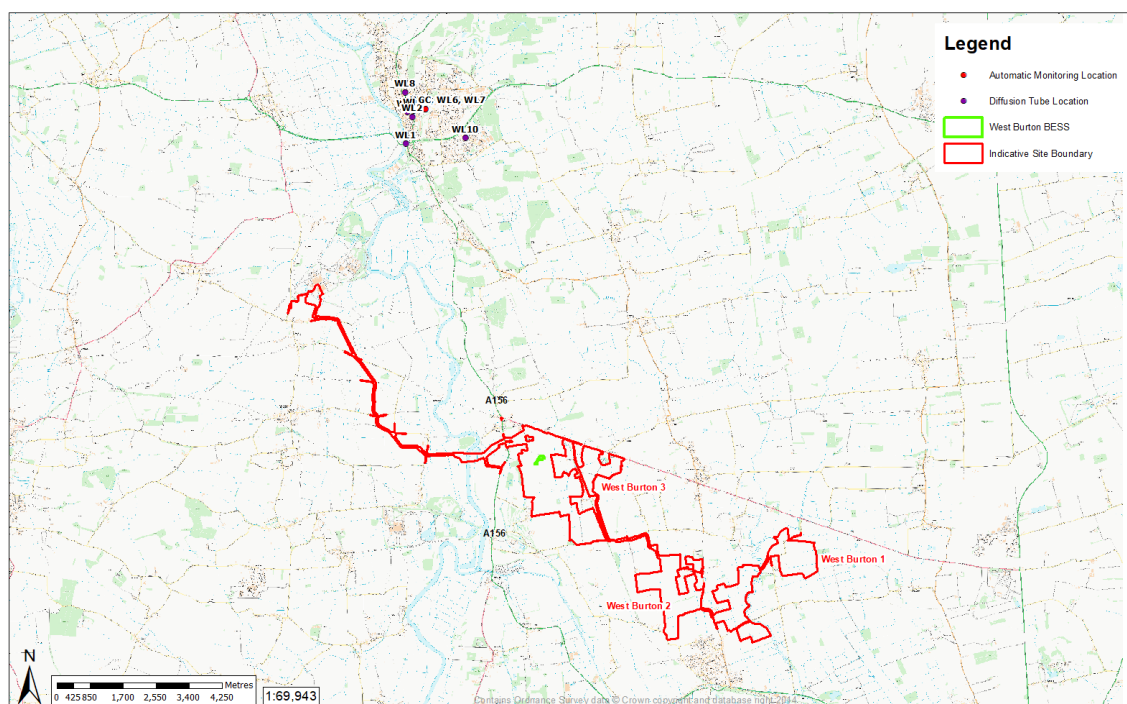 Legend
Automatic Monitoring Location
Diffusion Tube Location
West Burton BESS
Indicative Site Boundary
WL8
GC, WL6, WL7
WL2
WL10
WL1
A156
West Burton 3
A156
West Burton 1
West Burton 2
N
Metres
0 425 850 1,700 2,550 3,400 4,250
1:69,943
Contains Ordnance Survey data © Crown copyright and database right 2014